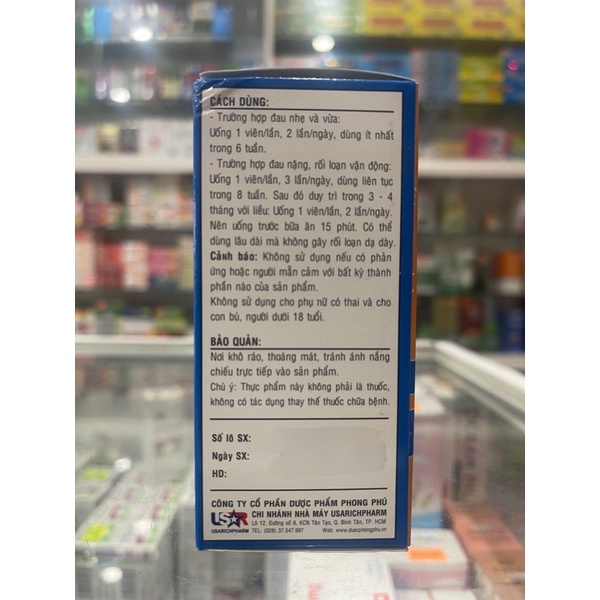 CÁCH DÙNG:
- Trường hợp đau nhẹ và vừa:
Uống 1 viên/lần, 2 lần/ngày, dùng ít nhất
trong 6 tuần.
- Trường hợp đau nặng, rối loạn vận động:
Uống 1 viên/lần, 3 lần/ngày, dùng liên tục
trong 8 tuần. Sau đó duy trì trong 3 - 4
tháng với liều: Uống 1 viên/lần, 2 lần/ngày.
Nên uống trước bữa ăn 15 phút. Có thể
dùng lâu dài mà không gây rối loạn dạ dày.
Cảnh báo: Không sử dụng nếu có phản
ứng hoặc người mẫn cảm với bất kỳ thành
phần nào của sản phẩm.
Không sử dụng cho phụ nữ có thai và cho
con bú, người dưới 18 tuổi.
BẢO QUẢN:
Nơi khô ráo, thoáng mát, tránh ánh nắng
chiếu trực tiếp vào sản phẩm.
Chú ý: Thực phẩm này không phải là thuốc,
không có tác dụng thay thế thuốc chữa bệnh.
Số lô SX:
Ngày SX:
HD:
CÔNG TY CỔ PHẦN DƯỢC PHẨM PHONG PHÚ
CHI NHÁNH NHÀ MÁY USARICHPHARM
Lô 12, Đường số 8, KCN Tân Tạo, Q. Bình Tân, TP. HCM
TEL: (028) 37.547.997 Web: www.duocphongphu.vn
USR
USARICHPHARM